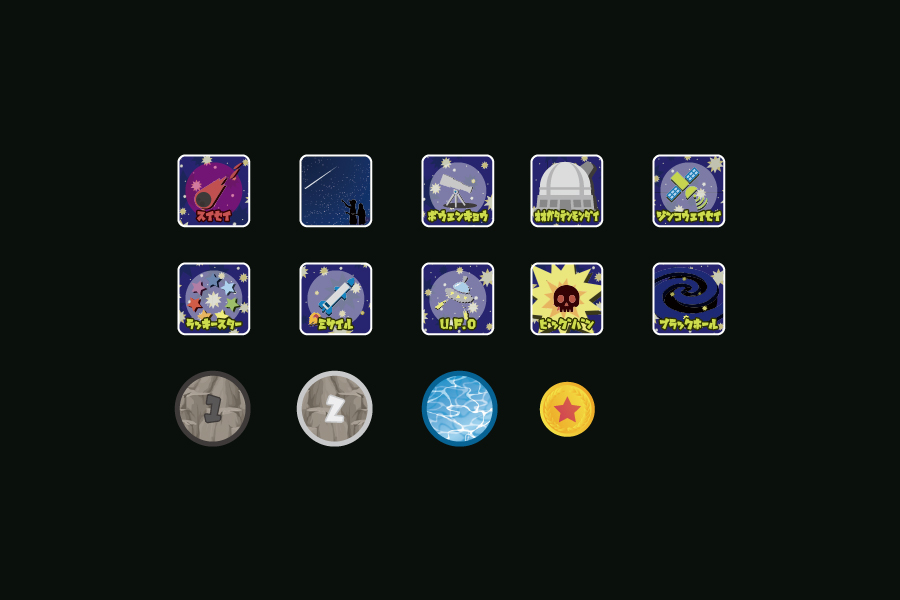 スイセイ
ボウエンキョウ
オオガタテンモンダイ
ジンコウエイセイ
ラッキースター
ミサイル
U.F.O
ビッグバン
ブラックホール
1
2